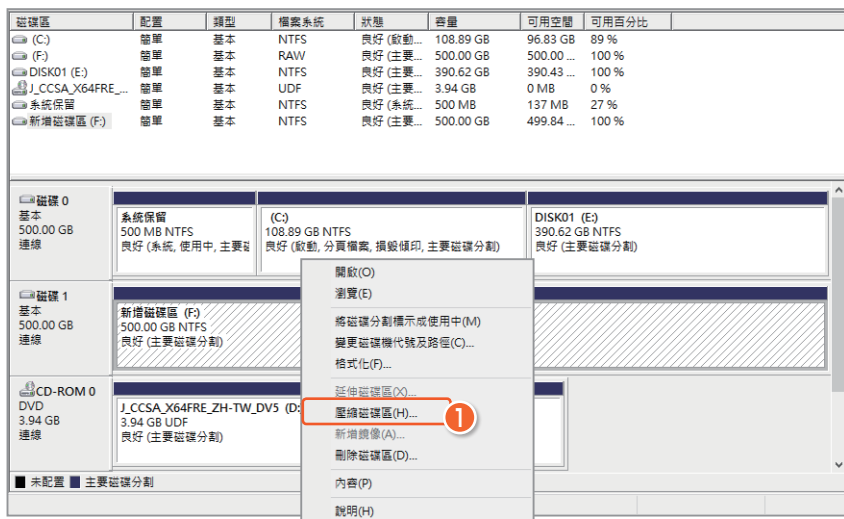 磁碟區 配置 類型 檔案系統 狀態 容量 可用空間 可用百分比
(C:) 簡單 基本 NTFS 良好 (啟動... 108.89 GB 96.83 GB 89 %
(F:) 簡單 基本 RAW 良好 (主要... 500.00 GB 500.00 ... 100 %
DISK01 (E:) 簡單 基本 NTFS 良好 (主要... 390.62 GB 390.43 ... 100 %
J_CCSA_X64FRE_... 簡單 基本 UDF 良好 (主要... 3.94 GB 0 MB 0 %
系統保留 簡單 基本 NTFS 良好 (系統... 500 MB 137 MB 27 %
新增磁碟區 (F:) 簡單 基本 NTFS 良好 (主要... 500.00 GB 499.84 ... 100 %
磁碟 0
基本
500.00 GB
連線
系統保留
500 MB NTFS
良好 (系統, 使用中, 主要磁
(C:)
108.89 GB NTFS
良好 (啟動, 分頁檔案, 損毀傾印, 主要磁碟分割)
DISK01 (E:)
390.62 GB NTFS
良好 (主要磁碟分割)
磁碟 1
基本
500.00 GB
連線
新增磁碟區 (F:)
500.00 GB NTFS
良好 (主要磁碟分割)
CD-ROM 0
DVD
3.94 GB
連線
J_CCSA_X64FRE_ZH-TW_DV5 (D:
3.94 GB UDF
良好 (主要磁碟分割)
開啟(O)
瀏覽(E)
將磁碟分割標示成使用中(M)
變更磁碟機代號及路徑(C)...
格式化(F)...
延伸磁碟區(X)...
壓縮磁碟區(H)...
1
新增鏡像(A)...
刪除磁碟區(D)...
內容(P)
說明(H)
未配置 主要磁碟分割